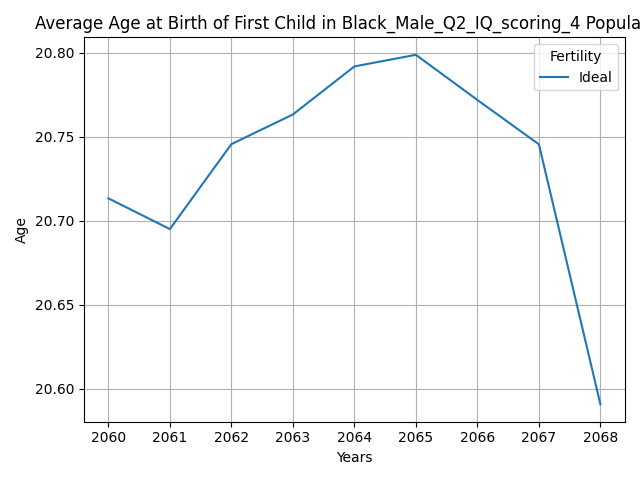 Average Age at Birth of First Child in Black_Male_Q2_IQ_scoring_4 Popula
Fertility
Ideal
20.80
20.75
20.70
20.65
20.60
Age
2060 2061 2062 2063 2064 2065 2066 2067 2068
Years